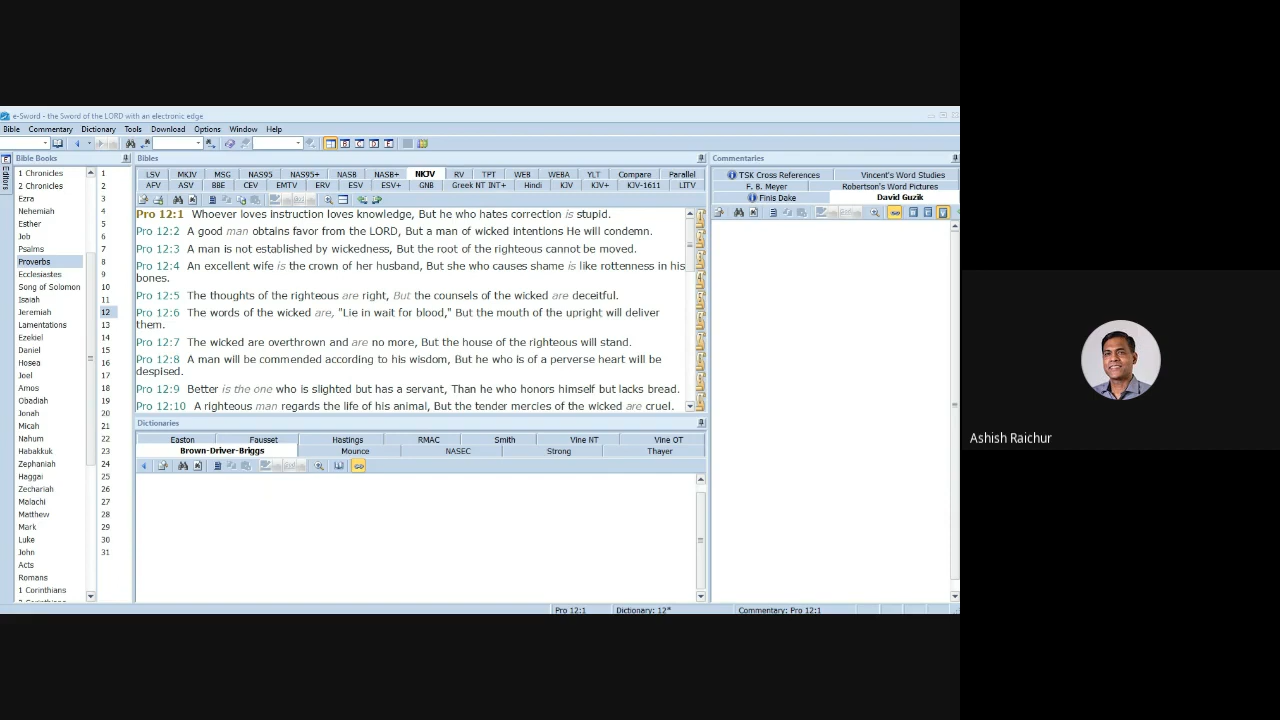 e-Sword - the Sword of the LORD with an electronic edge
Bible Commentary Dictionary Tools Download Options Window Help
Bible Books
Editors
1 Chronicles
2 Chronicles
Ezra
Nehemiah
Esther
Job
Psalms
Proverbs
Ecclesiastes
Song of Solomon
Isaiah
Jeremiah
Lamentations
Ezekiel
Daniel
Hosea
Joel
Amos
Obadiah
Jonah
Micah
Nahum
Habakkuk
Zephaniah
Haggai
Zechariah
Malachi
Matthew
Mark
Luke
John
Acts
Romans
1 Corinthians
1
2
3
4
5
6
7
8
9
10
11
12
13
14
15
16
17
18
19
20
21
22
23
24
25
26
27
28
29
30
31
Bibles
LSV MKJV MSG NAS95 NAS95+ NASB NASB+ NKJV RV TPT WEB WEBA YLT Compare Parallel
AFV ASV BBE CEV EMTV ERV ESV ESV+ GNB Greek NT INT+ Hindi KJV KJV+ KJV-1611 LITV
Pro 12:1 Whoever loves instruction loves knowledge, But he who hates correction is stupid.
Pro 12:2 A good man obtains favor from the LORD, But a man of wicked intentions He will condemn.
Pro 12:3 A man is not established by wickedness, But the root of the righteous cannot be moved.
Pro 12:4 An excellent wife is the crown of her husband, But she who causes shame is like rottenness in his
bones.
Pro 12:5 The thoughts of the righteous are right, But the counsels of the wicked are deceitful.
Pro 12:6 The words of the wicked are, "Lie in wait for blood," But the mouth of the upright will deliver
them.
Pro 12:7 The wicked are overthrown and are no more, But the house of the righteous will stand.
Pro 12:8 A man will be commended according to his wisdom, But he who is of a perverse heart will be
despised.
Pro 12:9 Better is the one who is slighted but has a servant, Than he who honors himself but lacks bread.
Pro 12:10 A righteous man regards the life of his animal, But the tender mercies of the wicked are cruel.
Dictionaries
Easton Fausset Hastings RMAC Smith Vine NT Vine OT
Brown-Driver-Briggs Mounce NASEC Strong Thayer
Commentaries
TSK Cross References Vincent's Word Studies
F. B. Meyer Robertson's Word Pictures
Finis Dake David Guzik
Pro 12:1 Dictionary: 12* Commentary: Pro 12:1
Ashish Raichur